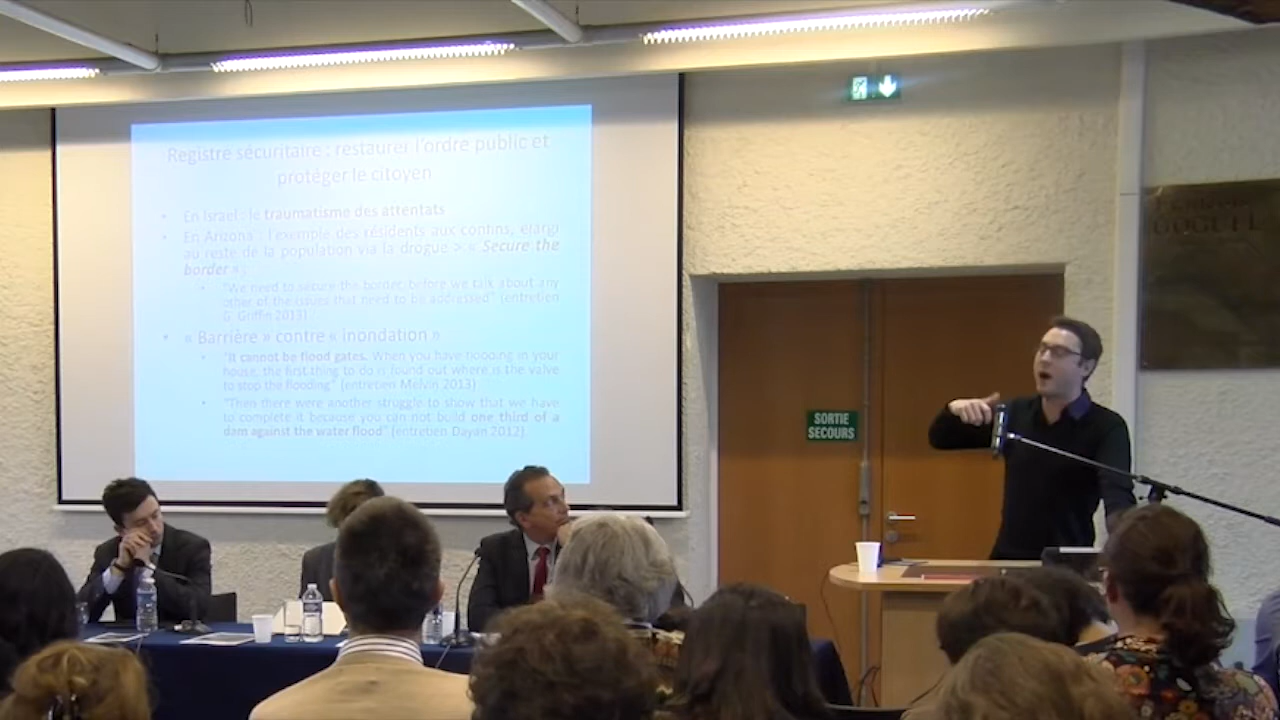 Registre sécuritaire : restaurer l'ordre public et
protéger le citoyen
• En Israel : le traumatisme des attentats
• En Arizona : l'exemple des résidents aux confins, élargi
au reste de la population via la drogue > « Secure the
border » :
• "We need to secure the border, before we talk about any
other of the issues that need to be addressed" (entretien
G. Griffin 2013).
• « Barrière » contre « inondation »
• "It cannot be flood gates. When you have flooding in your
house, the first thing to do is found out where is the valve
to stop the flooding" (entretien Melvin 2013)
• "Then there were another struggle to show that we have
to complete it because you can not build one third of a
dam against the water flood" (entretien Dayan 2012)
SORTIE
SECOURS
GOGUEL